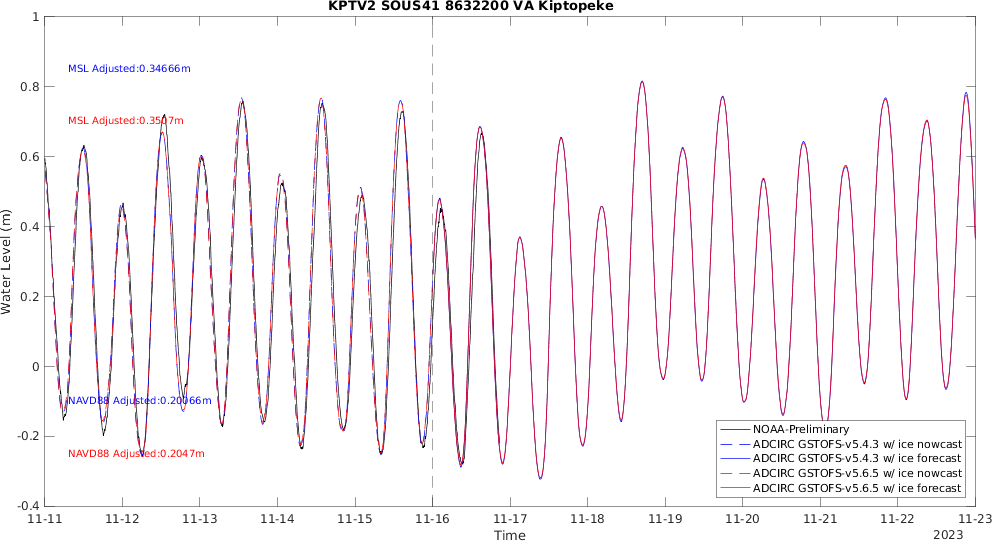 KPTV2 SOUS41 8632200 VA Kiptopeke
1
0.8
0.6
0.4
0.2
0
-0.2
-0.4
Water Level (m)
MSL Adjusted:0.34666m
MSL Adjusted:0.3507m
NAVD88 Adjusted:0.20066m
NAVD88 Adjusted:0.2047m
NOAA-Preliminary
ADCIRC GSTOFS-v5.4.3 w/ ice nowcast
ADCIRC GSTOFS-v5.4.3 w/ ice forecast
ADCIRC GSTOFS-v5.6.5 w/ ice nowcast
ADCIRC GSTOFS-v5.6.5 w/ ice forecast
11-11 11-12 11-13 11-14 11-15 11-16 11-17 11-18 11-19 11-20 11-21 11-22 11-23
Time
2023